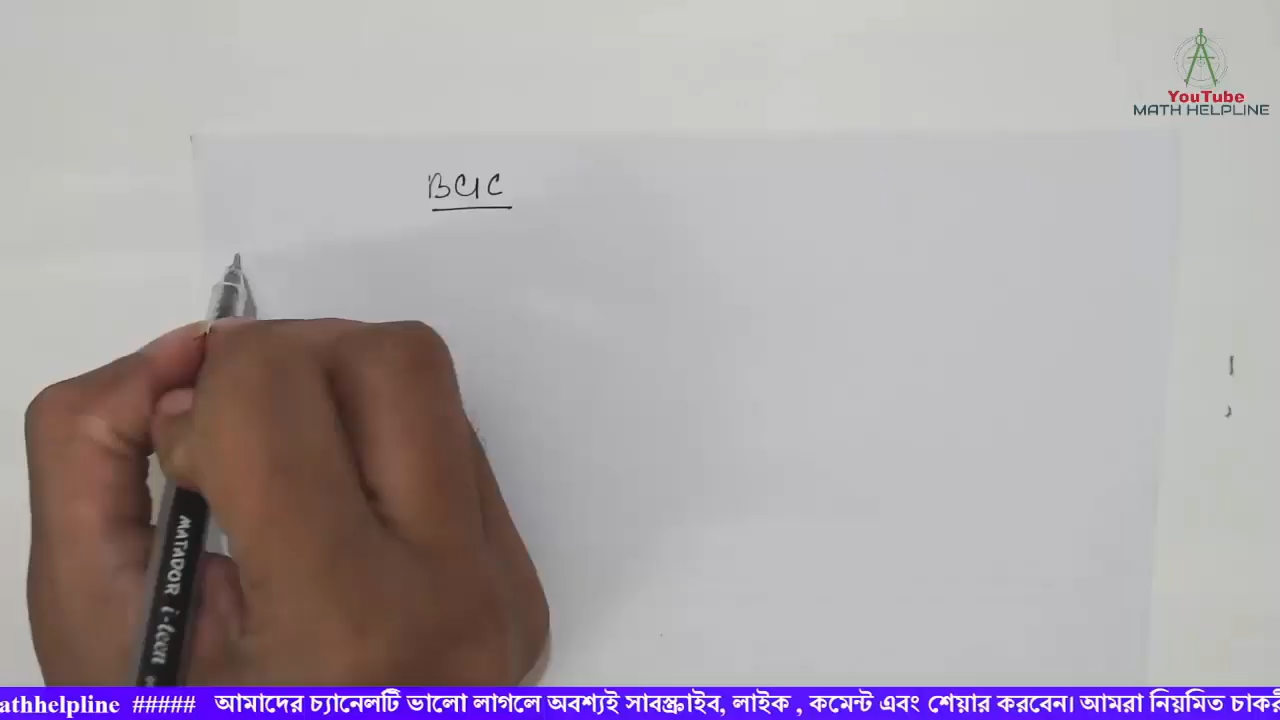 YouTube
MATH HELPLINE
BCIC
MATADOR i-teen
athhelpline ##### আমাদের চ্যানেলটি ভালো লাগলে অবশ্যই সাবস্ক্রাইব, লাইক , কমেন্ট এবং শেয়ার করবেন। আমরা নিয়মিত চাকরী